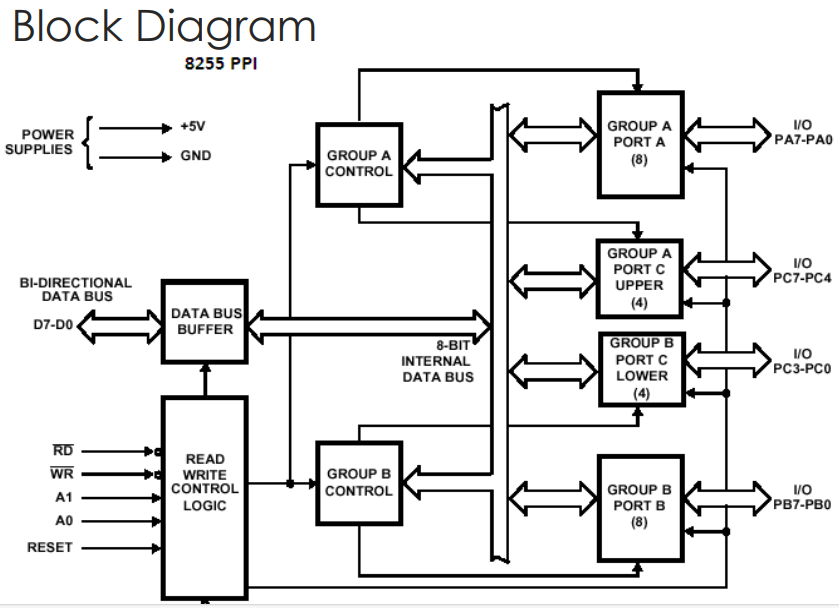 Block Diagram
8255 PPI
POWER
SUPPLIES
+5V
GND
GROUP A
CONTROL
GROUP A
PORT A
(8)
I/O
PA7-PA0
GROUP A
PORT C
UPPER
(4)
I/O
PC7-PC4
BI-DIRECTIONAL
DATA BUS
D7-D0
DATA BUS
BUFFER
8-BIT
INTERNAL
DATA BUS
GROUP B
PORT C
LOWER
(4)
I/O
PC3-PC0
RD
WR
A1
A0
RESET
READ
WRITE
CONTROL
LOGIC
GROUP B
CONTROL
GROUP B
PORT B
(8)
I/O
PB7-PB0